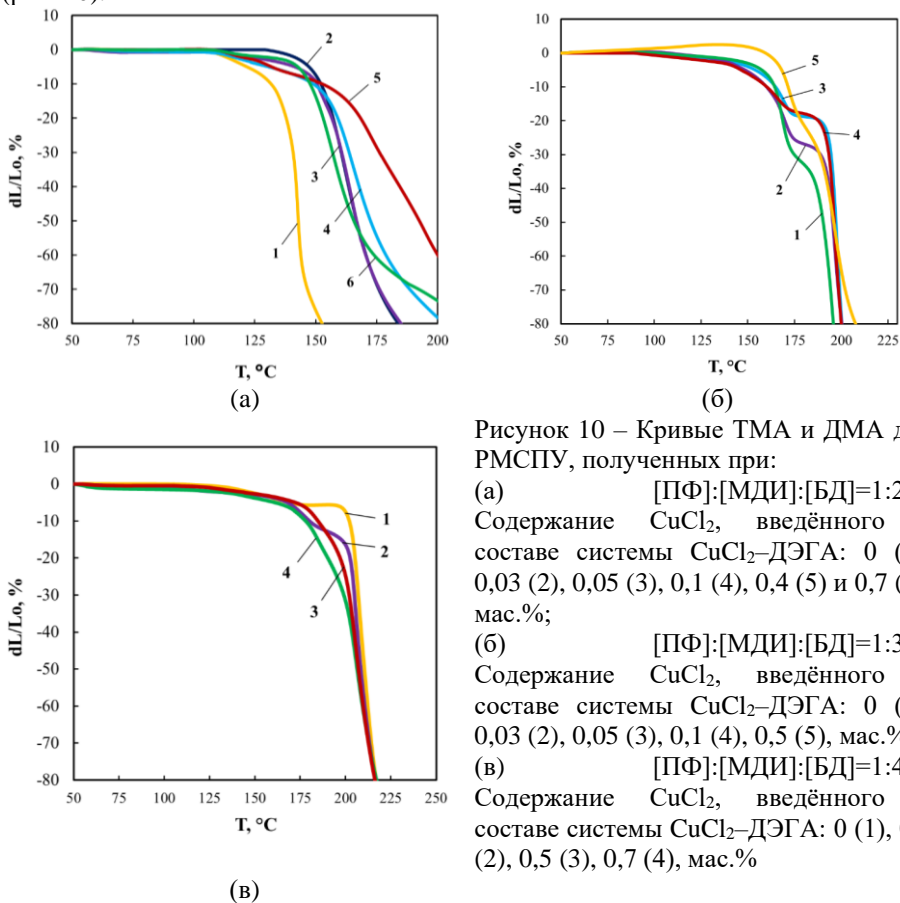 10
0
-10
-20
-30
-40
-50
-60
-70
-80
dL/Lo, %
50
75
100
125
150
175
200
T, °C
1
2
3
4
5
6
(а)
10
0
-10
-20
-30
-40
-50
-60
-70
-80
dL/Lo, %
50
75
100
125
150
175
200
225
T, °C
5
3
4
2
1
(б)
10
0
-10
-20
-30
-40
-50
-60
-70
-80
dL/Lo, %
50
75
100
125
150
175
200
225
250
T, °C
1
2
4
3
(в)
Рисунок 10 – Кривые ТМА и ДМА
РМСПУ, полученных при:
(а) [ПФ]:[МДИ]:[БД]=1:2
Содержание CuCl₂, введённого
составе системы CuCl₂–ДЭГА: 0
0,03 (2), 0,05 (3), 0,1 (4), 0,4 (5) и 0,7
мас.%;
(б) [ПФ]:[МДИ]:[БД]=1:3
Содержание CuCl₂, введённого
составе системы CuCl₂–ДЭГА: 0
0,03 (2), 0,05 (3), 0,1 (4), 0,5 (5), мас.%
(в) [ПФ]:[МДИ]:[БД]=1:4
Содержание CuCl₂, введённого
составе системы CuCl₂–ДЭГА: 0 (1),
(2), 0,5 (3), 0,7 (4), мас.%